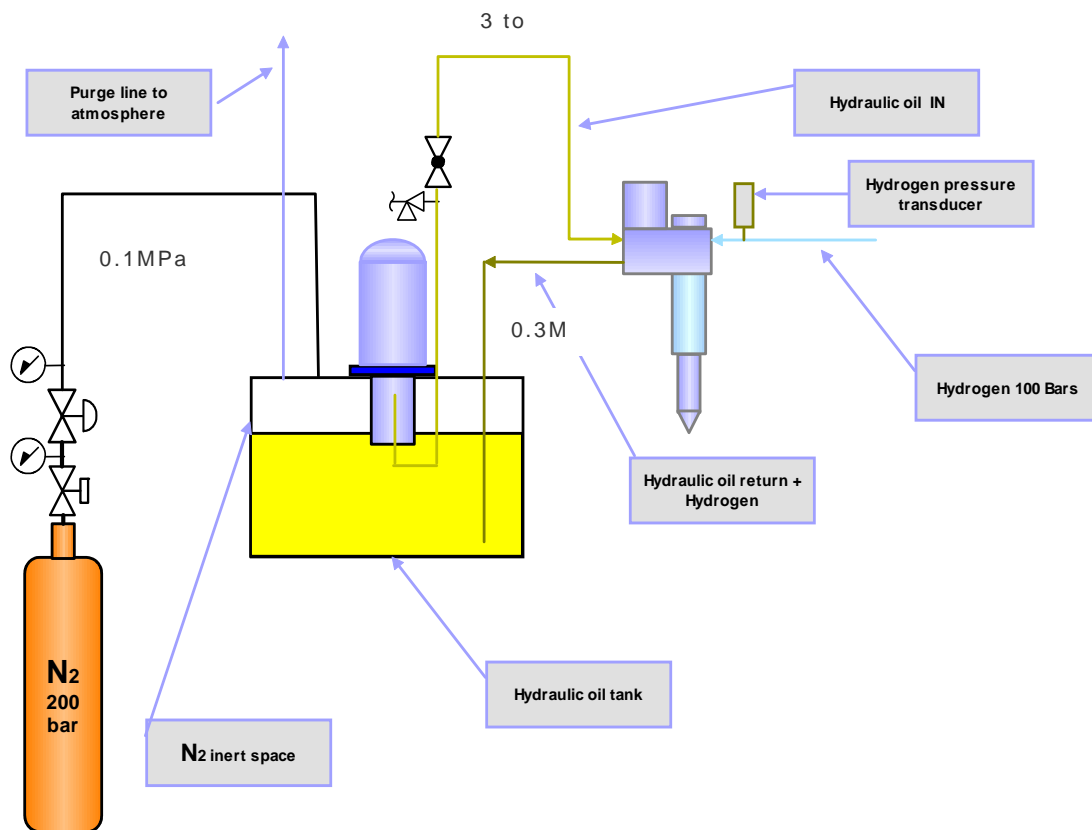 3 to
Purge line to
atmosphere
Hydraulic oil IN
Hydrogen pressure
transducer
0.1MPa
0.3M
Hydrogen 100 Bars
Hydraulic oil return +
Hydrogen
N2
200
bar
Hydraulic oil tank
N2 inert space